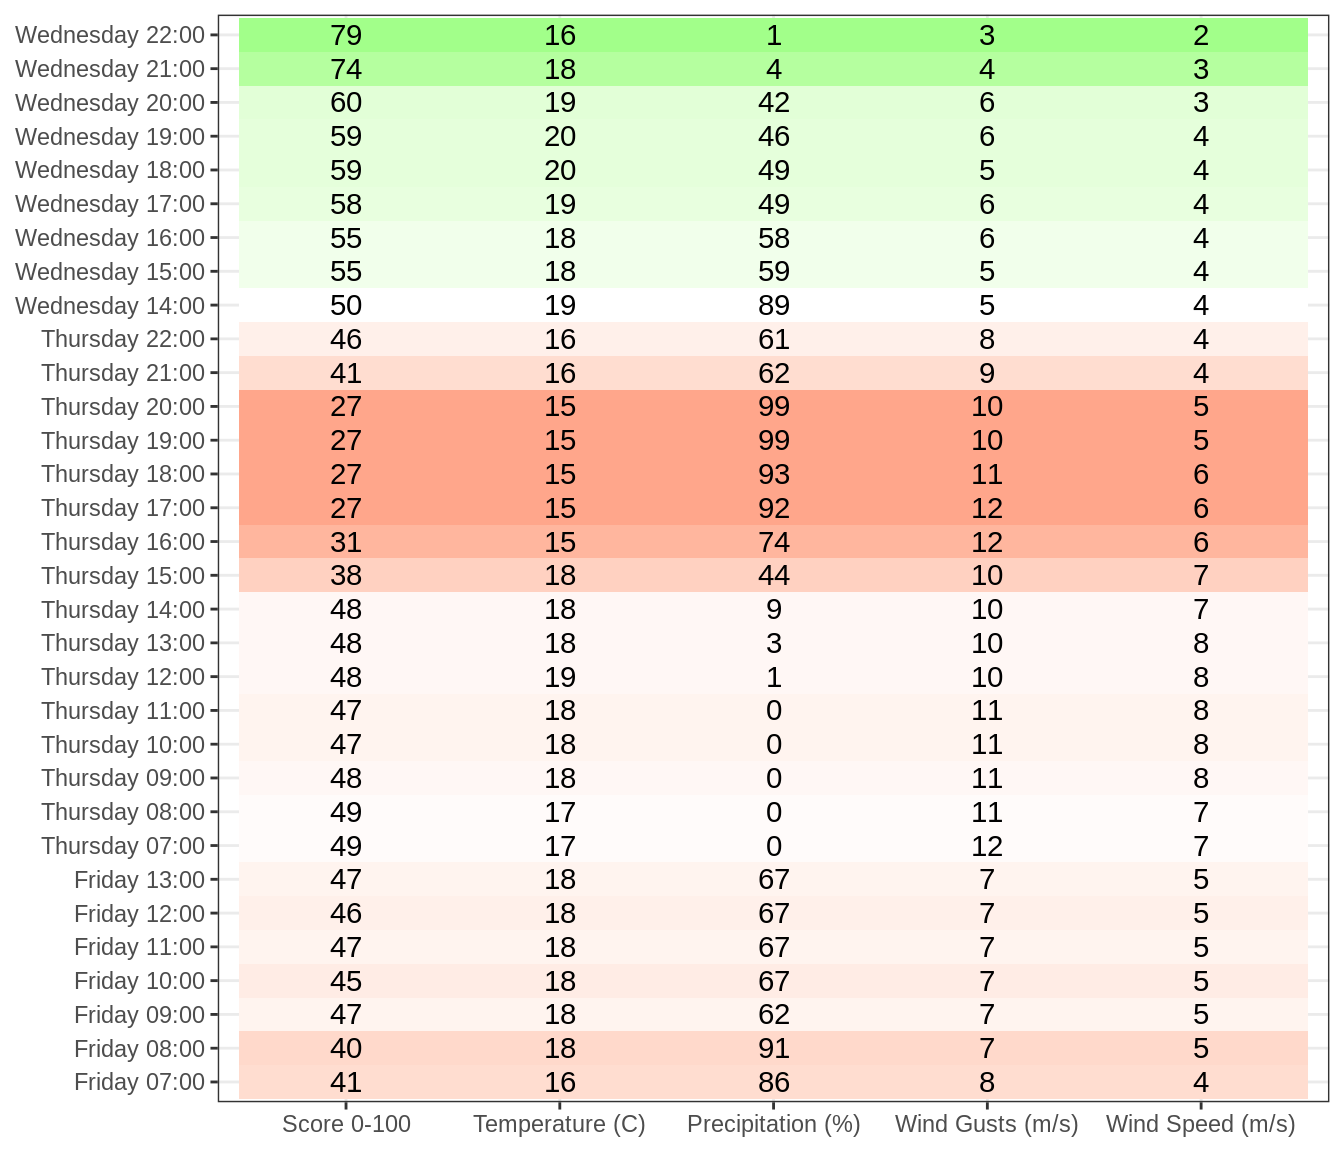 Wednesday 22:00 79 16 1 3 2
Wednesday 21:00 74 18 4 4 3
Wednesday 20:00 60 19 42 6 3
Wednesday 19:00 59 20 46 6 4
Wednesday 18:00 59 20 49 5 4
Wednesday 17:00 58 19 49 6 4
Wednesday 16:00 55 18 58 6 4
Wednesday 15:00 55 18 59 5 4
Wednesday 14:00 50 19 89 5 4
Thursday 22:00 46 16 61 8 4
Thursday 21:00 41 16 62 9 4
Thursday 20:00 27 15 99 10 5
Thursday 19:00 27 15 99 10 5
Thursday 18:00 27 15 93 11 6
Thursday 17:00 27 15 92 12 6
Thursday 16:00 31 15 74 12 6
Thursday 15:00 38 18 44 10 7
Thursday 14:00 48 18 9 10 7
Thursday 13:00 48 18 3 10 8
Thursday 12:00 48 19 1 10 8
Thursday 11:00 47 18 0 11 8
Thursday 10:00 47 18 0 11 8
Thursday 09:00 48 18 0 11 8
Thursday 08:00 49 17 0 11 7
Thursday 07:00 49 17 0 12 7
Friday 13:00 47 18 67 7 5
Friday 12:00 46 18 67 7 5
Friday 11:00 47 18 67 7 5
Friday 10:00 45 18 67 7 5
Friday 09:00 47 18 62 7 5
Friday 08:00 40 18 91 7 5
Friday 07:00 41 16 86 8 4
Score 0-100 Temperature (C) Precipitation (%) Wind Gusts (m/s) Wind Speed (m/s)